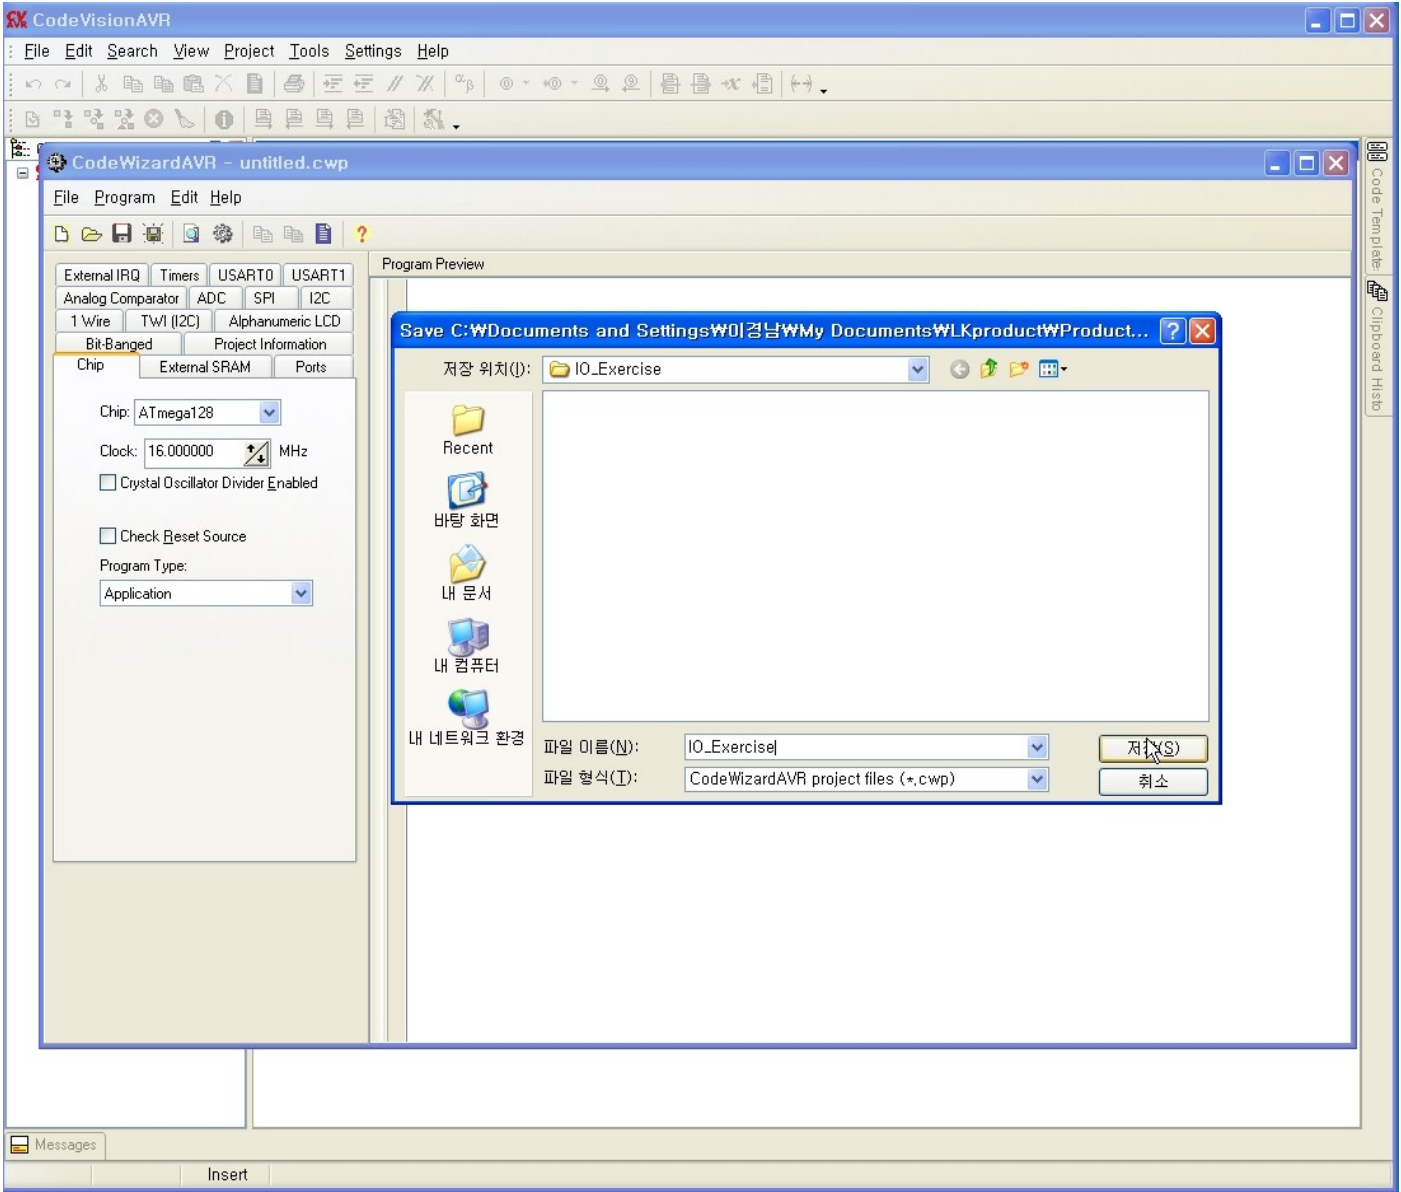 CodeVisionAVR
File Edit Search View Project Tools Settings Help
CodeWizardAVR - untitled.cwp
File Program Edit Help
External IRQ Timers USART0 USART1
Analog Comparator ADC SPI I2C
1 Wire TWI (I2C) Alphanumeric LCD
Bit-Banged Project Information
Chip External SRAM Ports
Chip: ATmega128
Clock: 16.000000 MHz
Crystal Oscillator Divider Enabled
Check Reset Source
Program Type:
Application
Program Preview
Save C:₩Documents and Settings₩이경남₩My Documents₩LKproduct₩Product...
저장 위치(I): IO_Exercise
Recent
바탕 화면
내 문서
내 컴퓨터
내 네트워크 환경
파일 이름(N): IO_Exercise
저장(S)
파일 형식(T): CodeWizardAVR project files (*.cwp)
취소
Code Template:
Clipboard Histo
Messages
Insert